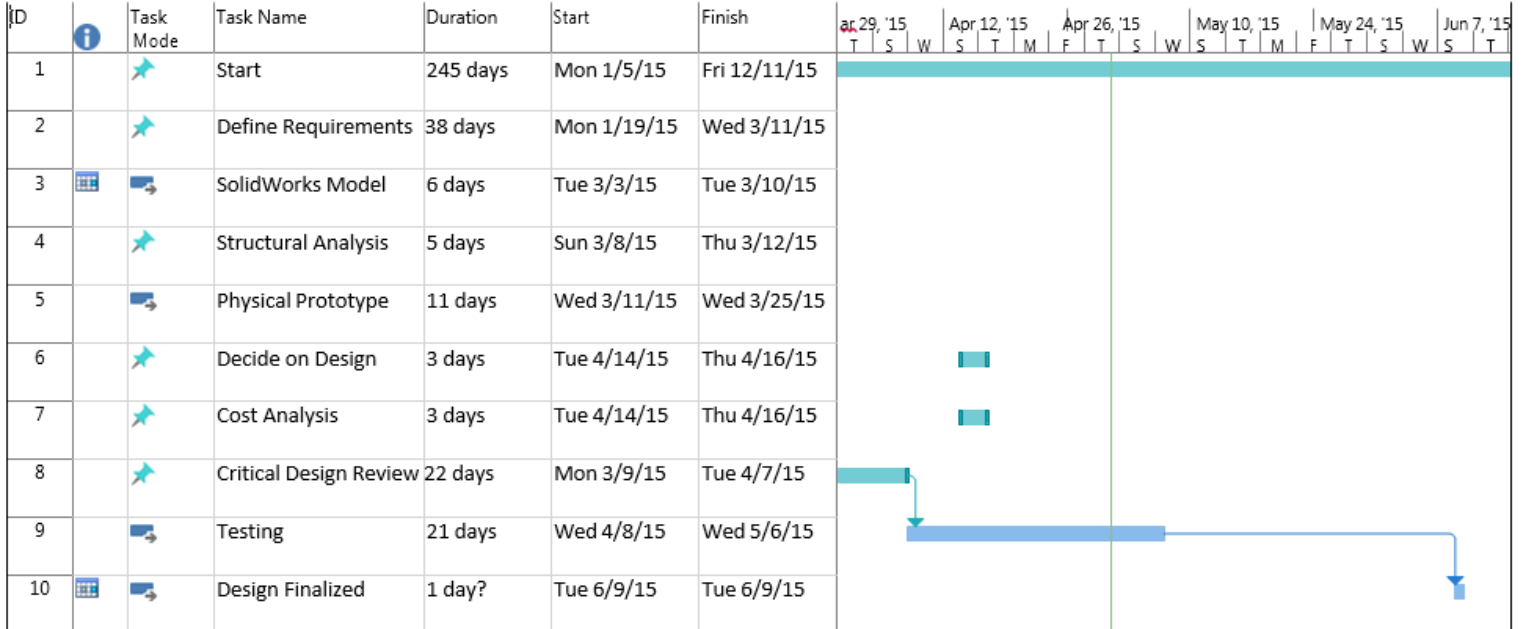 ID Task Mode Task Name Duration Start Finish ar 29, '15 Apr 12, '15 Apr 26, '15 May 10, '15 May 24, '15 Jun 7, '15
T S W S T M F T S W S T M F T S W S T
1 Start 245 days Mon 1/5/15 Fri 12/11/15
2 Define Requirements 38 days Mon 1/19/15 Wed 3/11/15
3 SolidWorks Model 6 days Tue 3/3/15 Tue 3/10/15
4 Structural Analysis 5 days Sun 3/8/15 Thu 3/12/15
5 Physical Prototype 11 days Wed 3/11/15 Wed 3/25/15
6 Decide on Design 3 days Tue 4/14/15 Thu 4/16/15
7 Cost Analysis 3 days Tue 4/14/15 Thu 4/16/15
8 Critical Design Review 22 days Mon 3/9/15 Tue 4/7/15
9 Testing 21 days Wed 4/8/15 Wed 5/6/15
10 Design Finalized 1 day? Tue 6/9/15 Tue 6/9/15